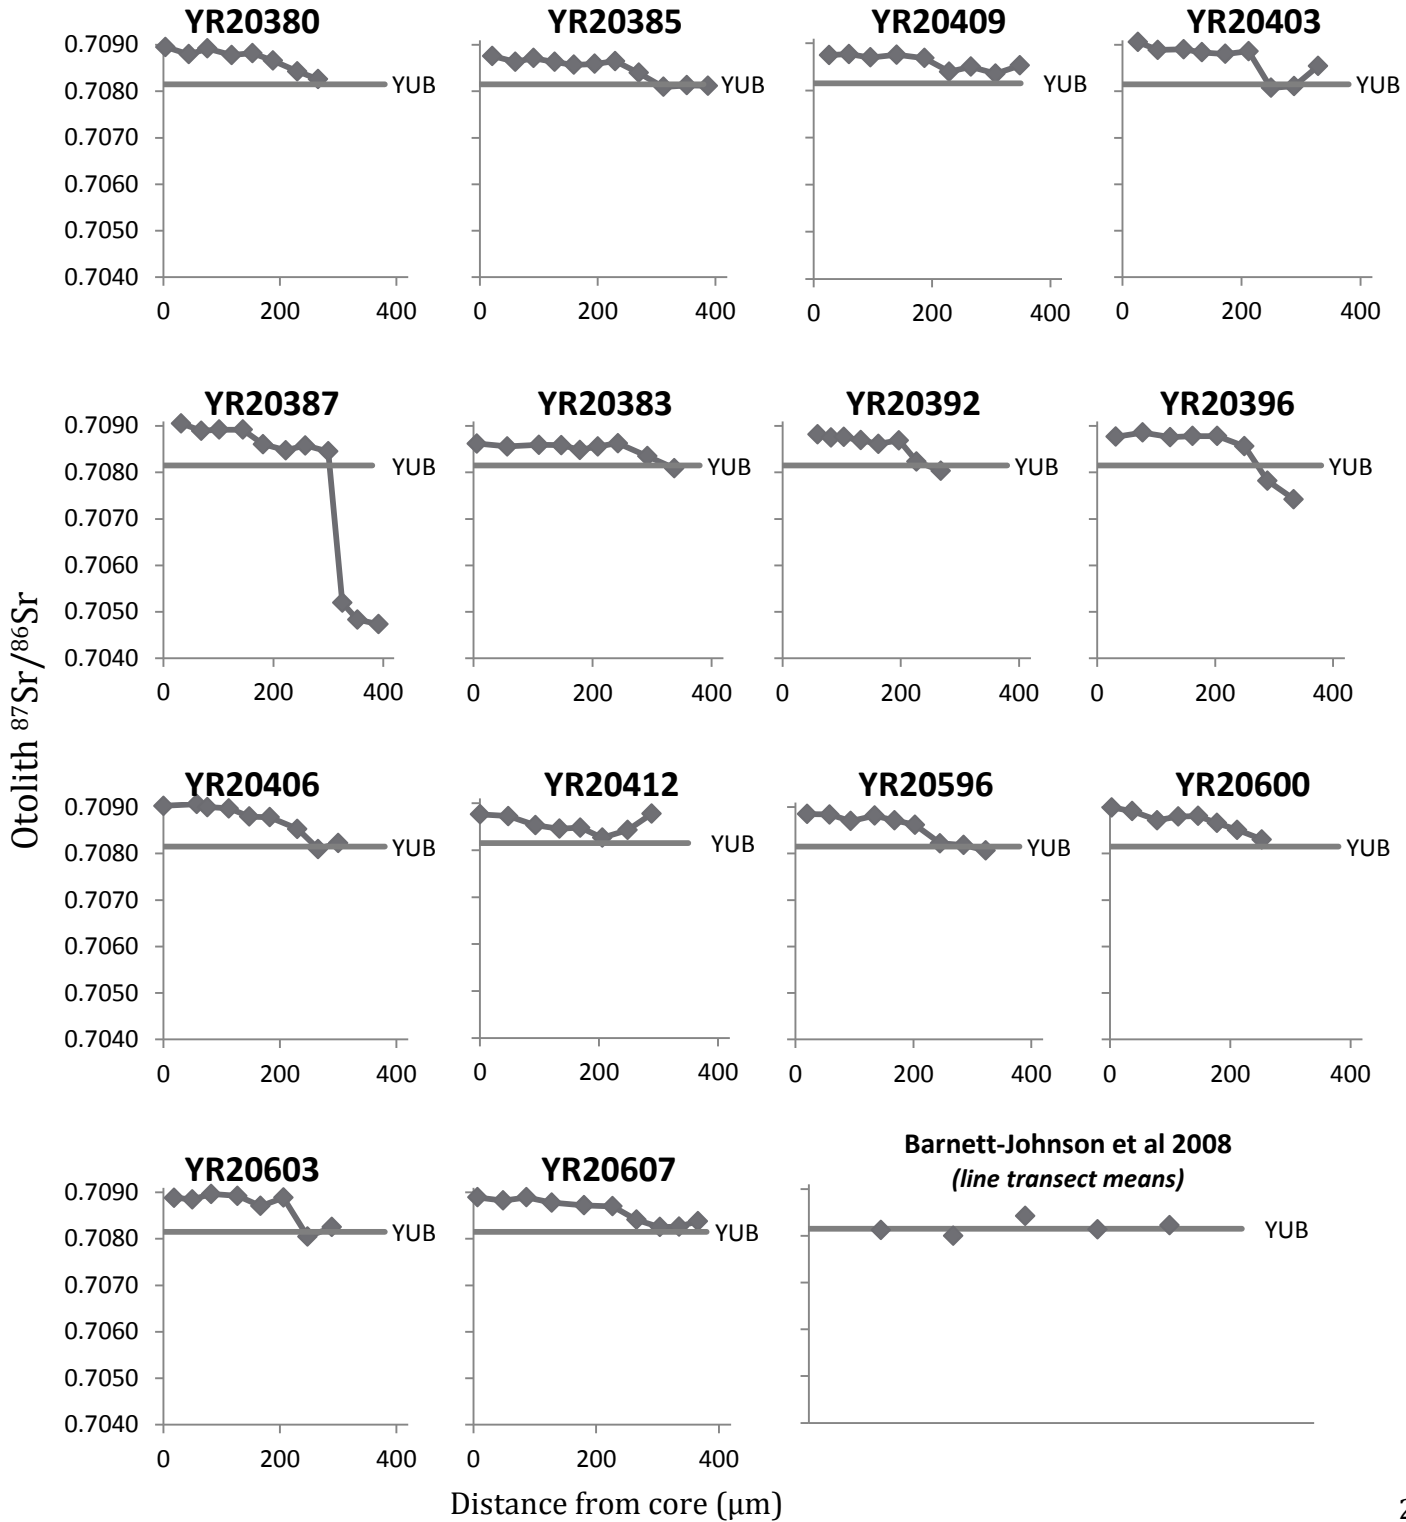 YR20380 YR20385 YR20409 YR20403
0.7090
0.7080 YUB YUB YUB YUB
0.7070
0.7060
0.7050
0.7040
0 200 400 0 200 400 0 200 400 0 200 400
YR20387 YR20383 YR20392 YR20396
0.7090
0.7080 YUB YUB YUB YUB
0.7070
0.7060
0.7050
0.7040
0 200 400 0 200 400 0 200 400 0 200 400
Otolith ⁸⁷Sr/⁸⁶Sr
YR20406 YR20412 YR20596 YR20600
0.7090
0.7080 YUB YUB YUB YUB
0.7070
0.7060
0.7050
0.7040
0 200 400 0 200 400 0 200 400 0 200 400
YR20603 YR20607 Barnett-Johnson et al 2008
(line transect means)
0.7090
0.7080 YUB YUB YUB
0.7070
0.7060
0.7050
0.7040
0 200 400 0 200 400
Distance from core (µm)